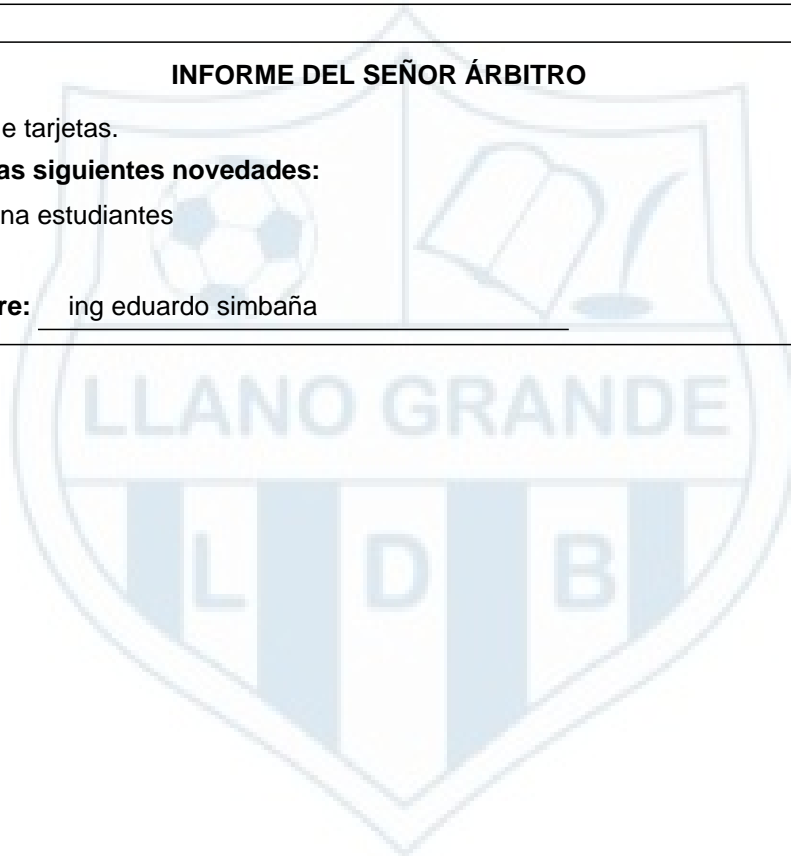 INFORME DEL SEÑOR ÁRBITRO
e tarjetas.
as siguientes novedades:
na estudiantes
re: ing eduardo simbaña
LLANO GRANDE
L D B